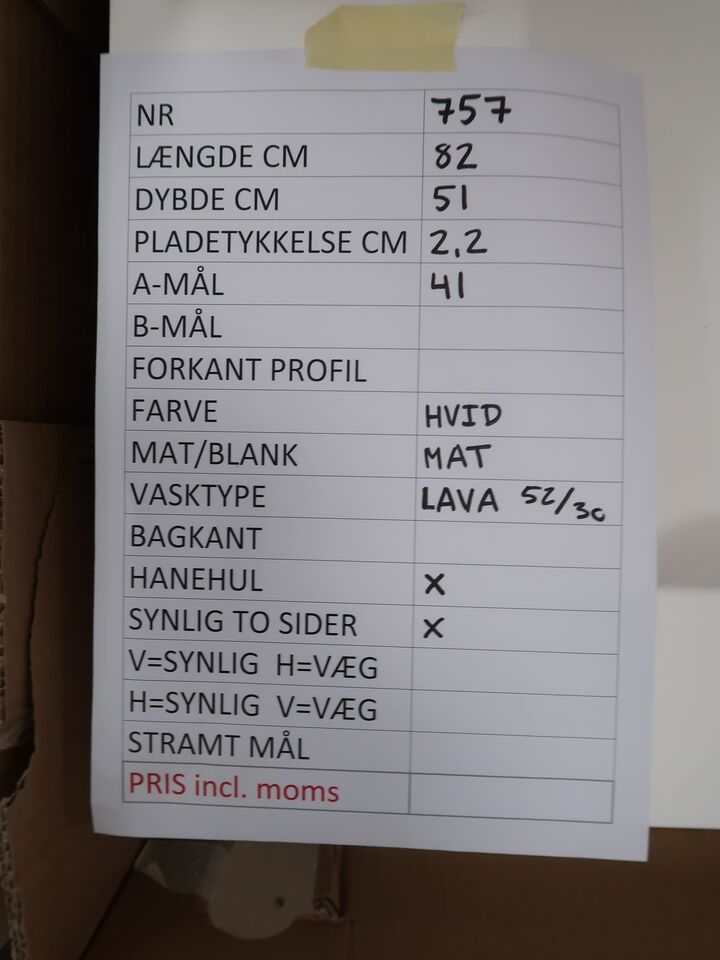 NR 757
LÆNGDE CM 82
DYBDE CM 51
PLADETYKKELSE CM 2,2
A-MÅL 41
B-MÅL
FORKANT PROFIL
FARVE HVID
MAT/BLANK MAT
VASKTYPE LAVA 52/30
BAGKANT
HANEHUL X
SYNLIG TO SIDER X
V=SYNLIG H=VÆG
H=SYNLIG V=VÆG
STRAMT MÅL
PRIS incl. moms